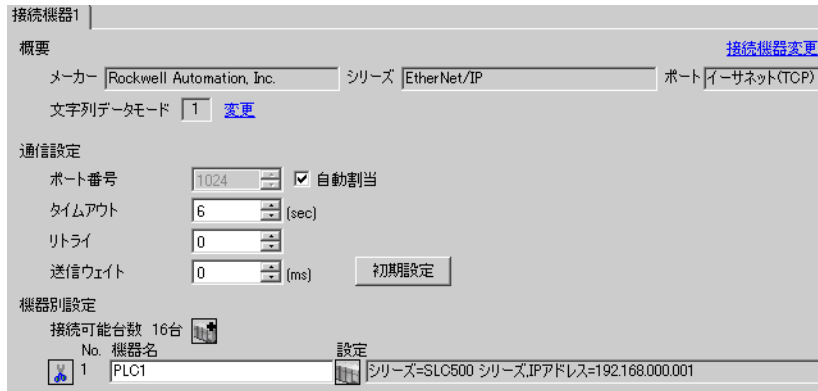 接続機器1
概要 接続機器変更
メーカー Rockwell Automation, Inc. シリーズ EtherNet/IP ポート イーサネット(TCP)
文字列データモード 1 変更
通信設定
ポート番号 1024 自動割当
タイムアウト 6 (sec)
リトライ 0
送信ウェイト 0 (ms) 初期設定
機器別設定
接続可能台数 16台
No. 機器名 設定
1 PLC1 シリーズ=SLC500 シリーズ,IPアドレス=192.168.000.001